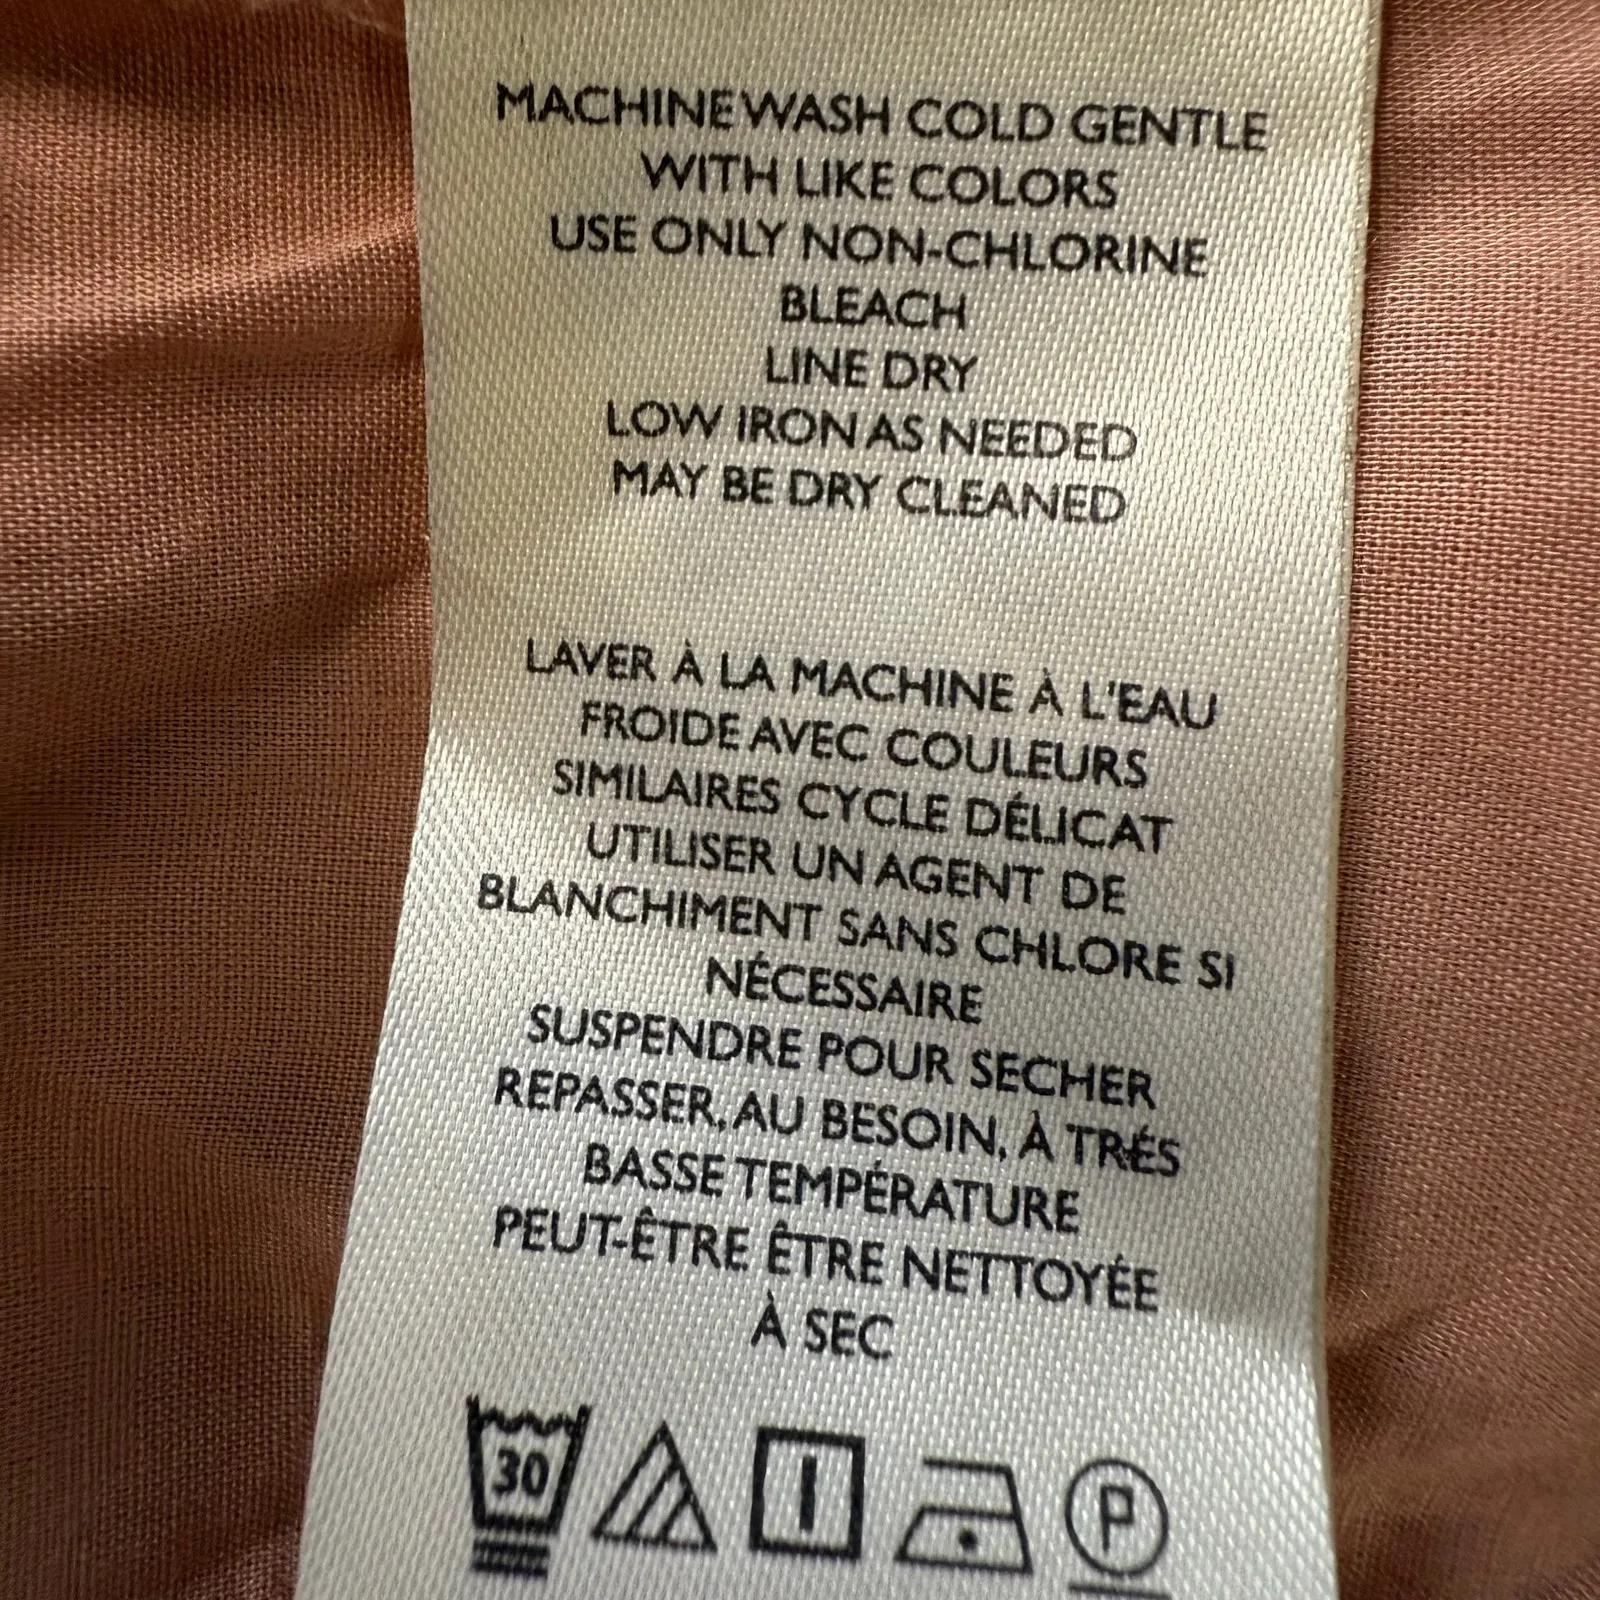 MACHINE WASH COLD GENTLE
WITH LIKE COLORS
USE ONLY NON-CHLORINE
BLEACH
LINE DRY
LOW IRON AS NEEDED
MAY BE DRY CLEANED
LAVER À LA MACHINE À L'EAU
FROIDE AVEC COULEURS
SIMILAIRES CYCLE DÉLICAT
UTILISER UN AGENT DE
BLANCHIMENT SANS CHLORE SI
NÉCESSAIRE
SUSPENDRE POUR SECHER
REPASSER, AU BESOIN, À TRÉS
BASSE TEMPÉRATURE
PEUT-ÊTRE ÊTRE NETTOYÉE
À SEC
30 P